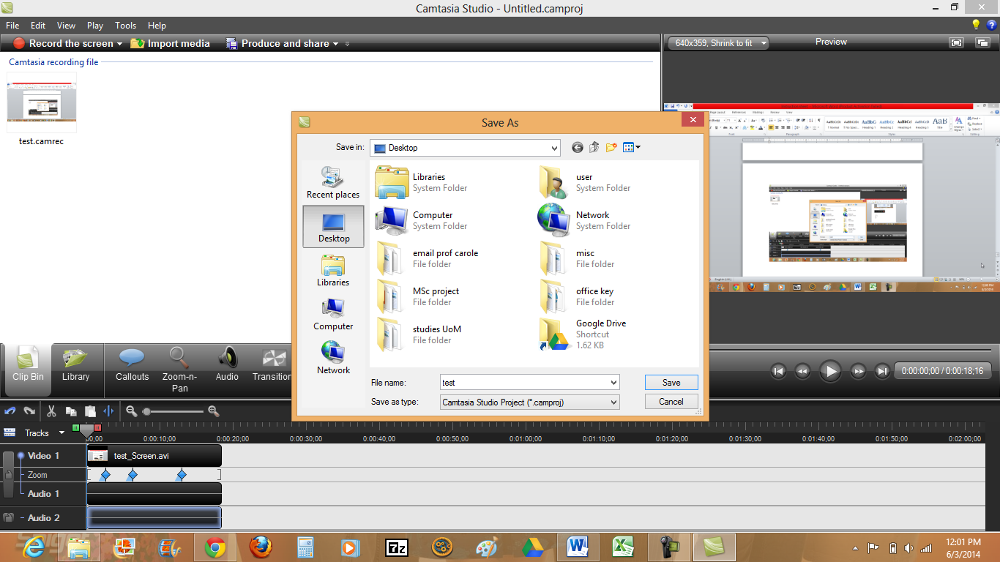 Camtasia Studio - Untitled.camproj
File Edit View Play Tools Help
Record the screen Import media Produce and share
640x359, Shrink to fit Preview
Camtasia recording file
test.camrec
Save As
Save in: Desktop
Recent places
Desktop
Libraries
Computer
Network
Libraries
System Folder
user
System Folder
Computer
System Folder
Network
System Folder
email prof carole
File folder
misc
File folder
MSc project
File folder
office key
File folder
studies UoM
File folder
Google Drive
Shortcut
1.62 KB
File name: test
Save
Save as type: Camtasia Studio Project (*.camproj)
Cancel
Clip Bin
Library
Callouts
Zoom-n-
Pan
Audio
Transition
0:00:00;00 / 0:00:18;16
Tracks
00;00 0:00:10;00 0:00:20;00 0:00:30;00 0:00:40;00 0:00:50;00 0:01:00;00 0:01:10;00 0:01:20;00 0:01:30;00 0:01:40;00 0:01:50;00 0:02:00;00
Video 1 test_Screen.avi
Zoom
Audio 1
Audio 2
7z
12:01 PM
6/3/2014